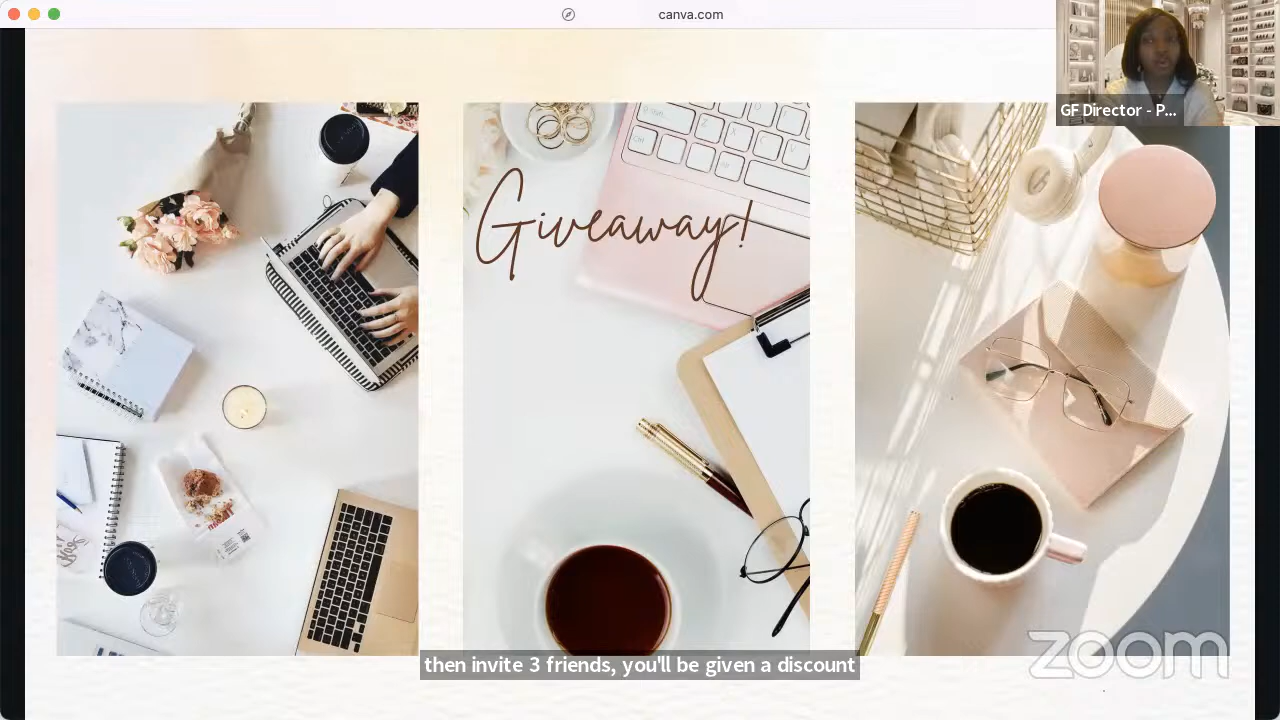 canva.com
GF Director - P...
Giveaway!
then invite 3 friends, you'll be given a discount
zoom